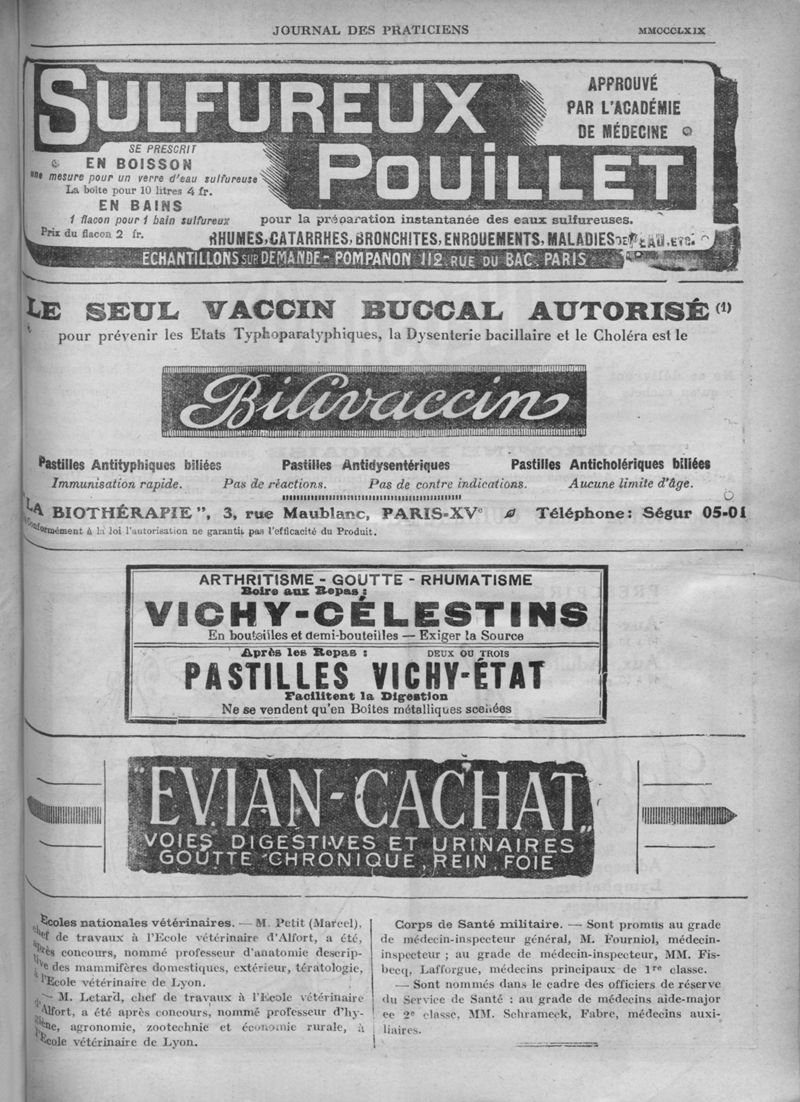 JOURNAL DES PRATICIENS
MMCCCLXIX
SULFUREUX
POUILLET
APPROUVÉ
PAR L'ACADÉMIE
DE MÉDECINE
SE PRESCRIT
EN BOISSON
une mesure pour un verre d'eau sulfureuse
La boîte pour 10 litres 4 fr.
EN BAINS
1 flacon pour 1 bain sulfureux
Prix du flacon 2 fr.
pour la préparation instantanée des eaux sulfureuses.
RHUMES, CATARRHES, BRONCHITES, ENROUEMENTS, MALADIES DE PEAU, ETC.
ECHANTILLONS SUR DEMANDE - POMPANON 112, RUE DU BAC, PARIS
LE SEUL VACCIN BUCCAL AUTORISÉ (1)
pour prévenir les Etats Typhoparatyphiques, la Dysenterie bacillaire et le Choléra est le
Bilivaccin
Pastilles Antityphiques biliées
Pastilles Antidysentériques
Pastilles Anticholériques biliées
Immunisation rapide. Pas de réactions. Pas de contre indications. Aucune limite d'âge.
LA BIOTHÉRAPIE", 3, rue Maublanc, PARIS-XVe Téléphone: Ségur 05-01
Conformément à la loi l'autorisation ne garantit pas l'efficacité du Produit.
ARTHRITISME - GOUTTE - RHUMATISME
Boire aux Repas :
VICHY-CÉLESTINS
En bouteilles et demi-bouteilles — Exiger la Source
Après les Repas : DEUX OU TROIS
PASTILLES VICHY-ÉTAT
Facilitent la Digestion
Ne se vendent qu'en Boîtes métalliques scellées
"EVIAN-CACHAT"
VOIES DIGESTIVES ET URINAIRES
GOUTTE CHRONIQUE, REIN, FOIE
Ecoles nationales vétérinaires. — M. Petit (Marcel),
chef de travaux à l'Ecole vétérinaire d'Alfort, a été,
après concours, nommé professeur d'anatomie descrip-
tive des mammifères domestiques, extérieur, tératologie,
à l'Ecole vétérinaire de Lyon.
— M. Letard, chef de travaux à l'Ecole vétérinaire
d'Alfort, a été après concours, nommé professeur d'hy-
giène, agronomie, zootechnie et économie rurale, à
l'Ecole vétérinaire de Lyon.
Corps de Santé militaire. — Sont promus au grade
de médecin-inspecteur général, M. Fourniol, médecin-
inspecteur ; au grade de médecin-inspecteur, MM. Fis-
becq, Lafforgue, médecins principaux de 1re classe.
— Sont nommés dans le cadre des officiers de réserve
du Service de Santé : au grade de médecins aide-major
ee 2e classe, MM. Schrameck, Fabre, médecins auxi-
liaires.